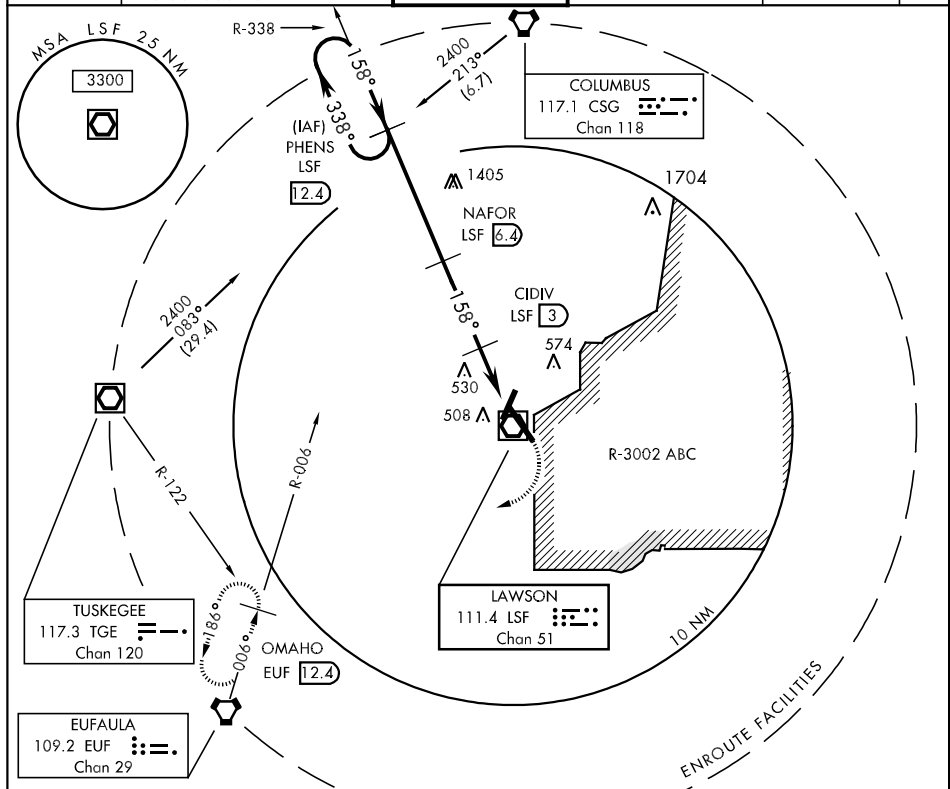 MSA LSF 25 NM
3300
R-338
158°
338°
2400
213°
(6.7)
COLUMBUS
117.1 CSG
Chan 118
(IAF)
PHENS
LSF
12.4
1405
1704
NAFOR
LSF 6.4
2400
083°
(29.4)
158°
CIDIV
LSF 3
574
530
508
R-3002 ABC
R-122
R-006
TUSKEGEE
117.3 TGE
Chan 120
LAWSON
111.4 LSF
Chan 51
10 NM
186°
006°
OMAHO
EUF 12.4
EUFAULA
109.2 EUF
Chan 29
ENROUTE FACILITIES